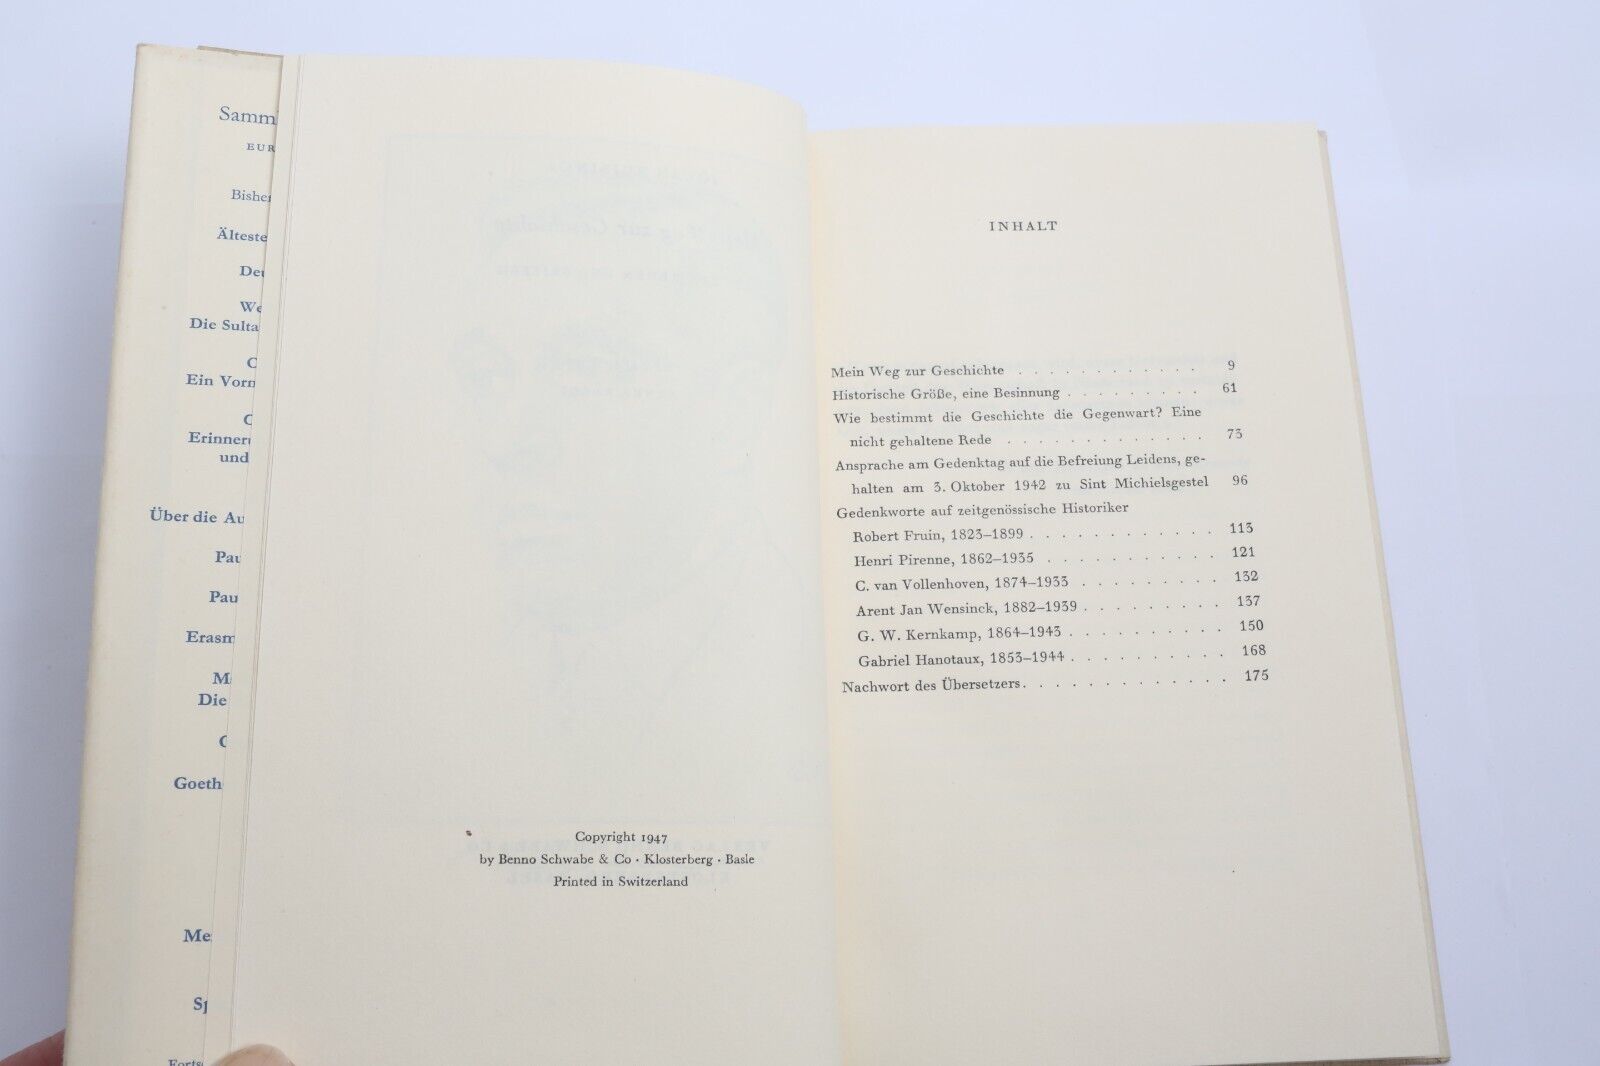 Samm
EUR
Bisher
Älteste
Deu
We
Die Sulta
C
Ein Vorn
G
Erinner
und
Über die Au
Pau
Pau
Erasm
M
Die
G
Goeth
Me
Sp
Forts
Copyright 1947
by Benno Schwabe & Co · Klosterberg · Basle
Printed in Switzerland
INHALT
Mein Weg zur Geschichte . . . . . . . . . . . . 9
Historische Größe, eine Besinnung . . . . . . . . . 61
Wie bestimmt die Geschichte die Gegenwart? Eine
nicht gehaltene Rede . . . . . . . . . . . . . 73
Ansprache am Gedenktag auf die Befreiung Leidens, ge-
halten am 3. Oktober 1942 zu Sint Michielsgestel 96
Gedenkworte auf zeitgenössische Historiker
Robert Fruin, 1823–1899 . . . . . . . . . . . . 113
Henri Pirenne, 1862–1935 . . . . . . . . . . . 121
C. van Vollenhoven, 1874–1933 . . . . . . . . . 132
Arent Jan Wensinck, 1882–1939 . . . . . . . . . 137
G. W. Kernkamp, 1864–1943 . . . . . . . . . . 150
Gabriel Hanotaux, 1853–1944 . . . . . . . . . . 168
Nachwort des Übersetzers . . . . . . . . . . . . . 175